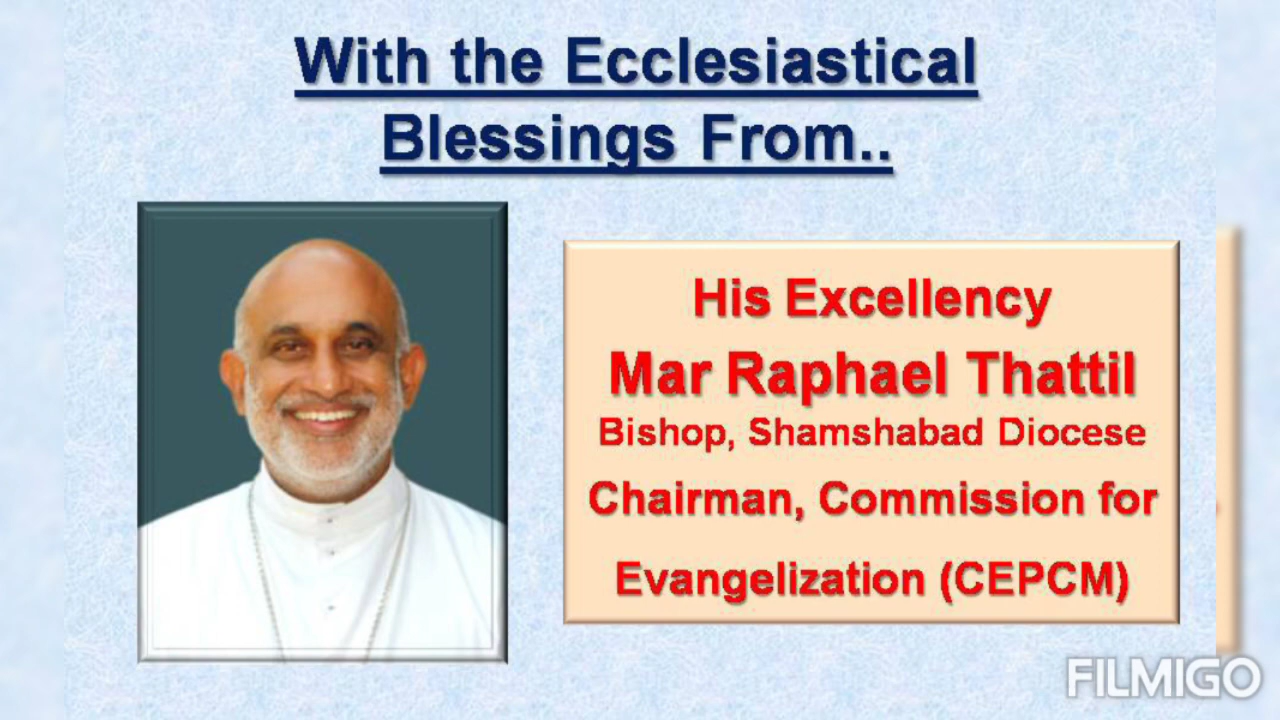 With the Ecclesiastical
Blessings From..
His Excellency
Mar Raphael Thattil
Bishop, Shamshabad Diocese
Chairman, Commission for
Evangelization (CEPCM)
FILMIGO